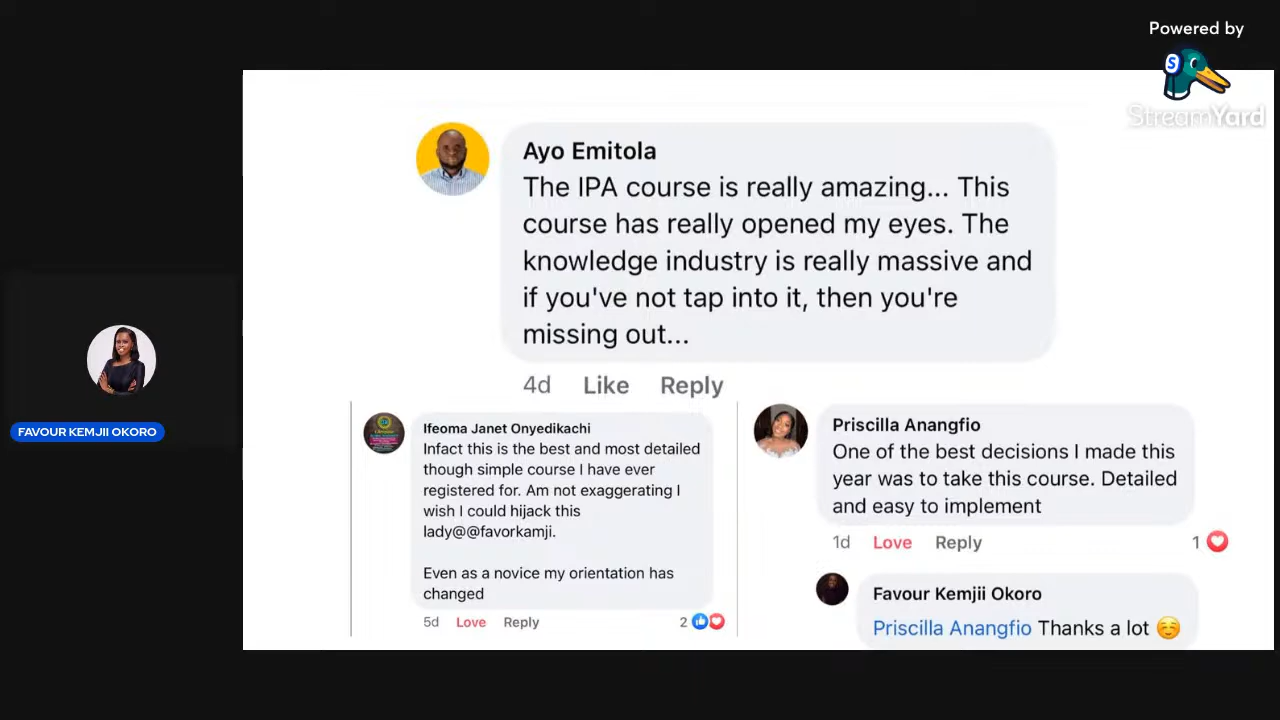 Powered by
StreamYard
Ayo Emitola
The IPA course is really amazing... This
course has really opened my eyes. The
knowledge industry is really massive and
if you've not tap into it, then you're
missing out...
4d Like Reply
FAVOUR KEMJII OKORO
Ifeoma Janet Onyedikachi
Infact this is the best and most detailed
though simple course I have ever
registered for. Am not exaggerating I
wish I could hijack this
lady@@favorkamji.
Even as a novice my orientation has
changed
5d Love Reply 2
Priscilla Anangfio
One of the best decisions I made this
year was to take this course. Detailed
and easy to implement
1d Love Reply 1
Favour Kemjii Okoro
Priscilla Anangfio Thanks a lot ☺️